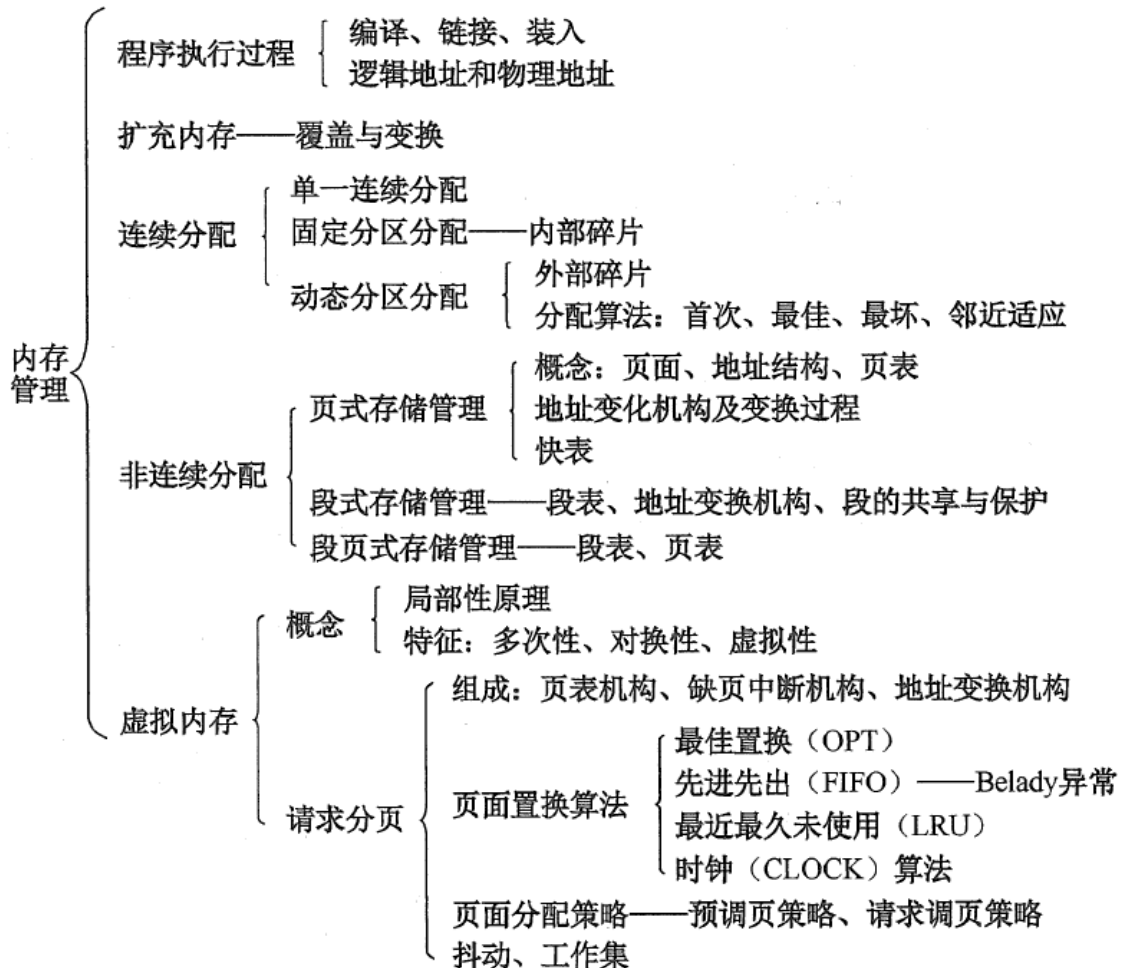 编译、链接、装入
程序执行过程
逻辑地址和物理地址
扩充内存——覆盖与变换
单一连续分配
连续分配
固定分区分配——内部碎片
外部碎片
动态分区分配
分配算法：首次、最佳、最坏、邻近适应
内存
管理
概念：页面、地址结构、页表
页式存储管理
地址变化机构及变换过程
快表
非连续分配
段式存储管理——段表、地址变换机构、段的共享与保护
段页式存储管理——段表、页表
局部性原理
概念
特征：多次性、对换性、虚拟性
虚拟内存
组成：页表机构、缺页中断机构、地址变换机构
最佳置换（OPT）
先进先出（FIFO）——Belady异常
页面置换算法
请求分页
最近最久未使用（LRU）
时钟（CLOCK）算法
页面分配策略——预调页策略、请求调页策略
抖动、工作集